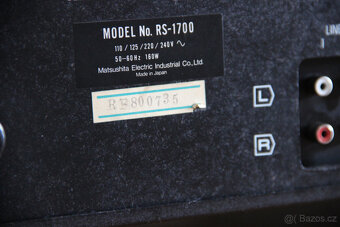 MODEL No. RS-1700
110 / 125 / 220 / 240V ~
50-60Hz 160W
Matsushita Electric Industrial Co., Ltd.
Made in Japan
LINE
L
R
Bazos.cz